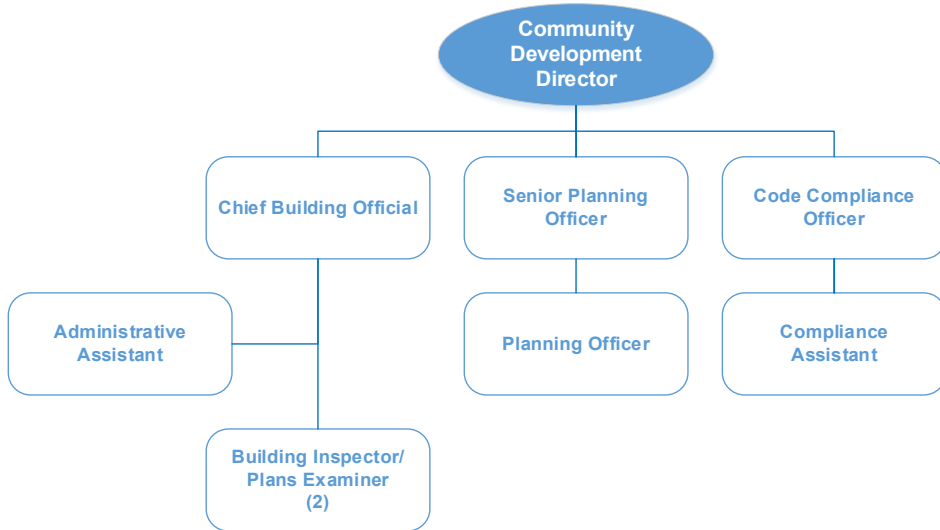 Community
Development
Director
Chief Building Official
Senior Planning
Officer
Code Compliance
Officer
Administrative
Assistant
Planning Officer
Compliance
Assistant
Building Inspector/
Plans Examiner
(2)